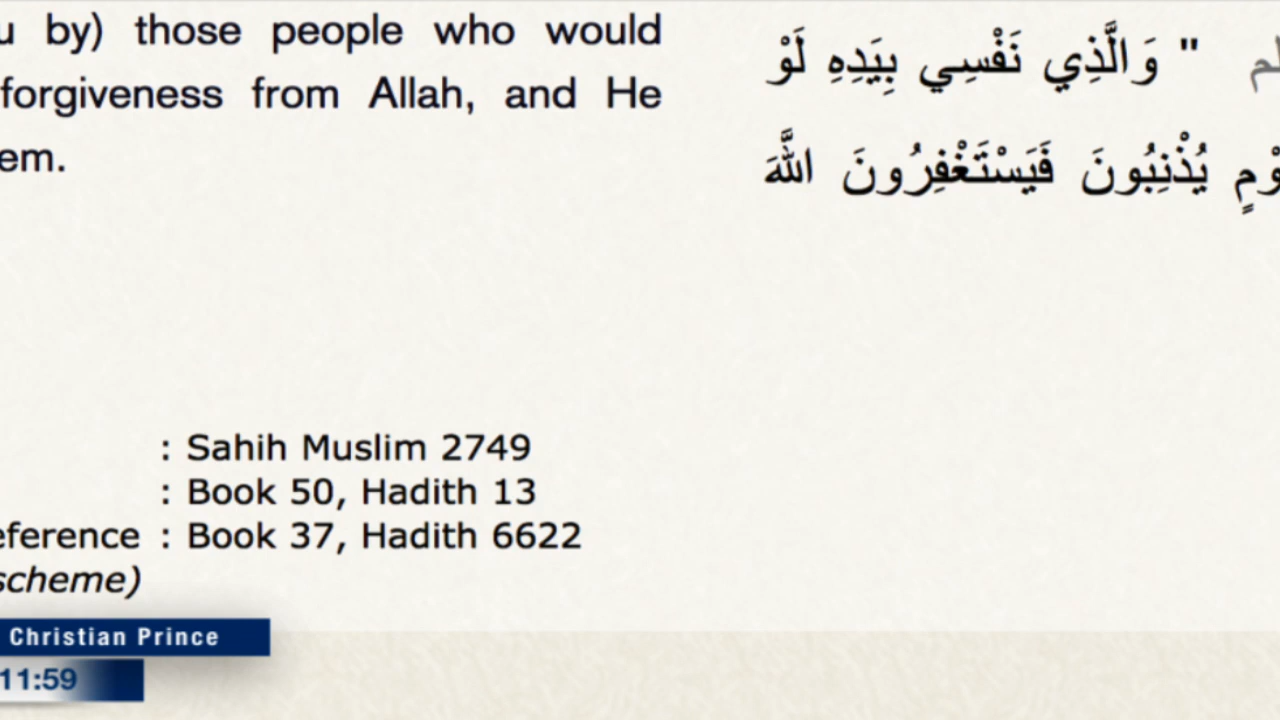 by) those people who would
forgiveness from Allah, and He
em.
" وَالَّذِي نَفْسِي بِيَدِهِ لَوْ
يُذْنِبُونَ فَيَسْتَغْفِرُونَ اللَّهَ
: Sahih Muslim 2749
: Book 50, Hadith 13
eference : Book 37, Hadith 6622
scheme)
Christian Prince
11:59